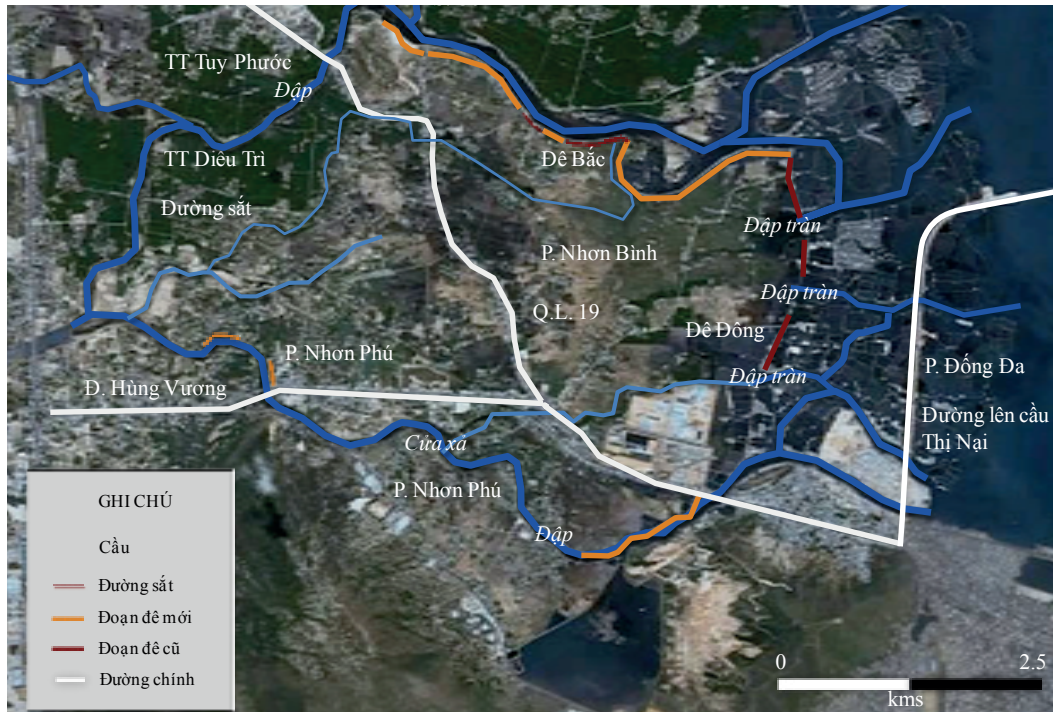 TT Tuy Phước
Đập
TT Diêu Trì
Đê Bắc
Đường sắt
Đập tràn
P. Nhơn Bình
Đập tràn
Q.L. 19
Đê Đông
P. Nhơn Phú
Đập tràn
P. Đống Đa
Đ. Hùng Vương
Đường lên cầu
Thị Nại
Cửa xả
P. Nhơn Phú
Đập
GHI CHÚ
Cầu
Đường sắt
Đoạn đê mới
Đoạn đê cũ
Đường chính
0 2.5
kms